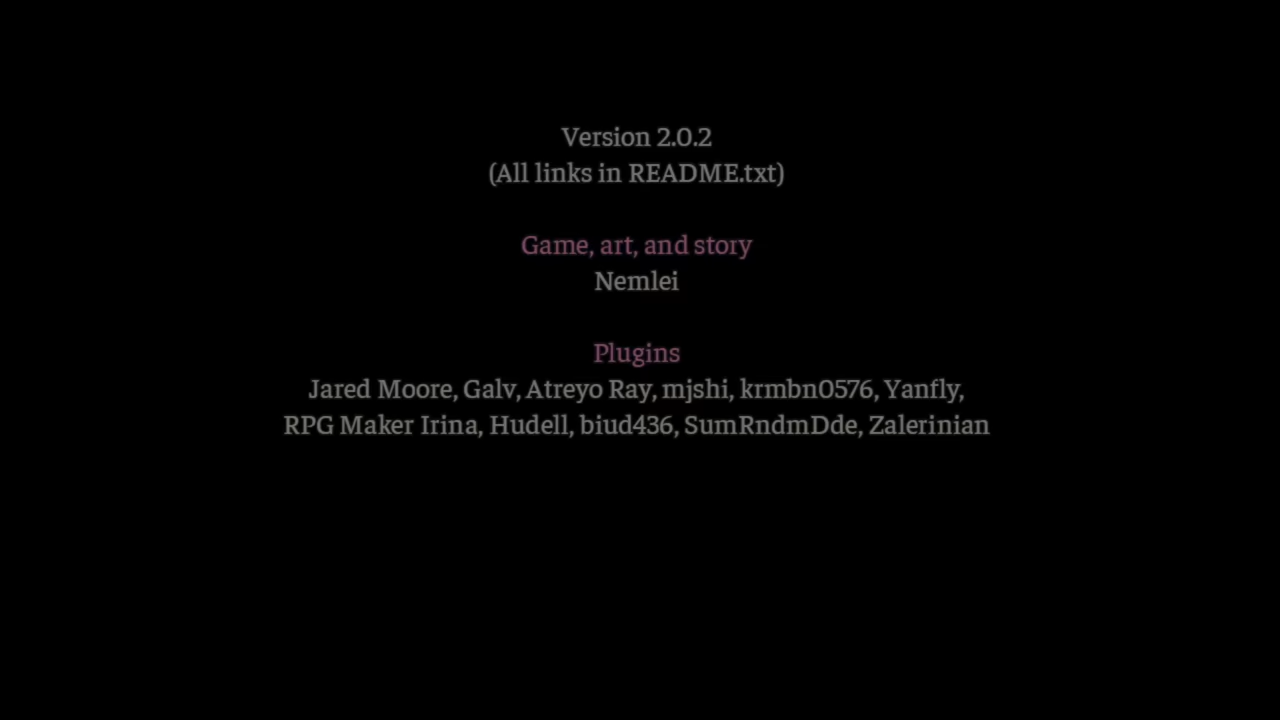 Version 2.0.2
(All links in README.txt)
Game, art, and story
Nemlei
Plugins
Jared Moore, Galv, Atreyo Ray, mjshi, krmbn0576, Yanfly,
RPG Maker Irina, Hudell, biud436, SumRndmDde, Zalerinian